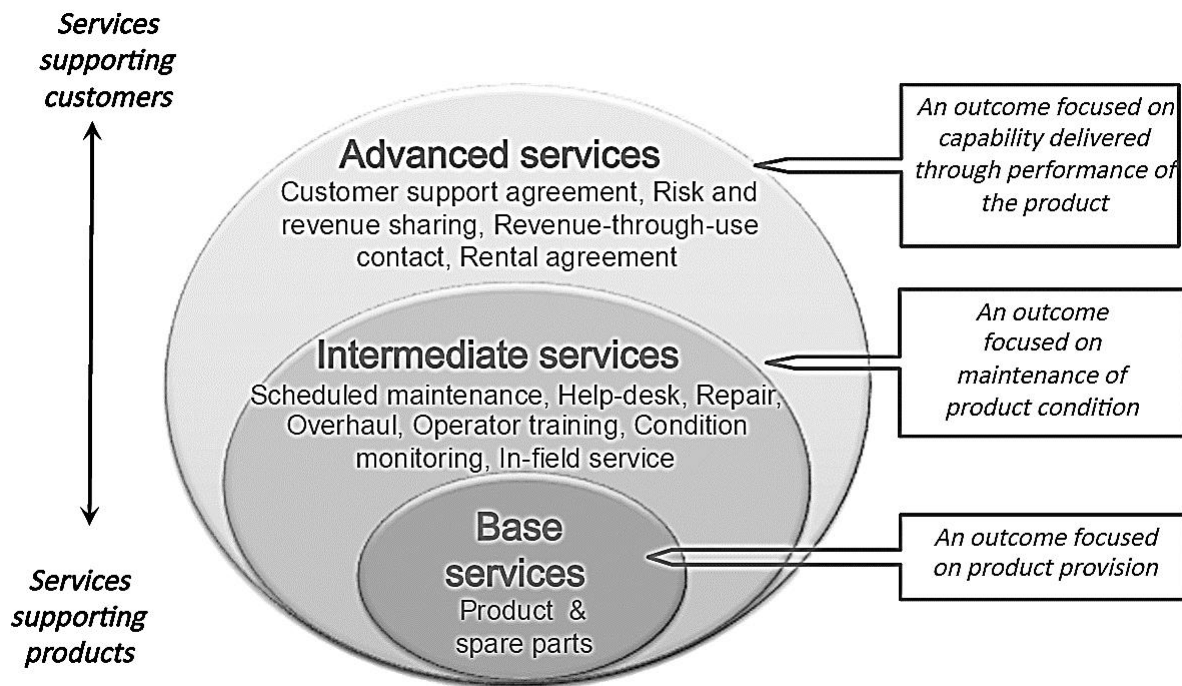 Services
supporting
customers
Advanced services
Customer support agreement, Risk and
revenue sharing, Revenue-through-use
contact, Rental agreement
An outcome focused on
capability delivered
through performance of
the product
Intermediate services
Scheduled maintenance, Help-desk, Repair,
Overhaul, Operator training, Condition
monitoring, In-field service
An outcome
focused on
maintenance of
product condition
Base
services
Product & 
spare parts
An outcome focused
on product provision
Services
supporting
products